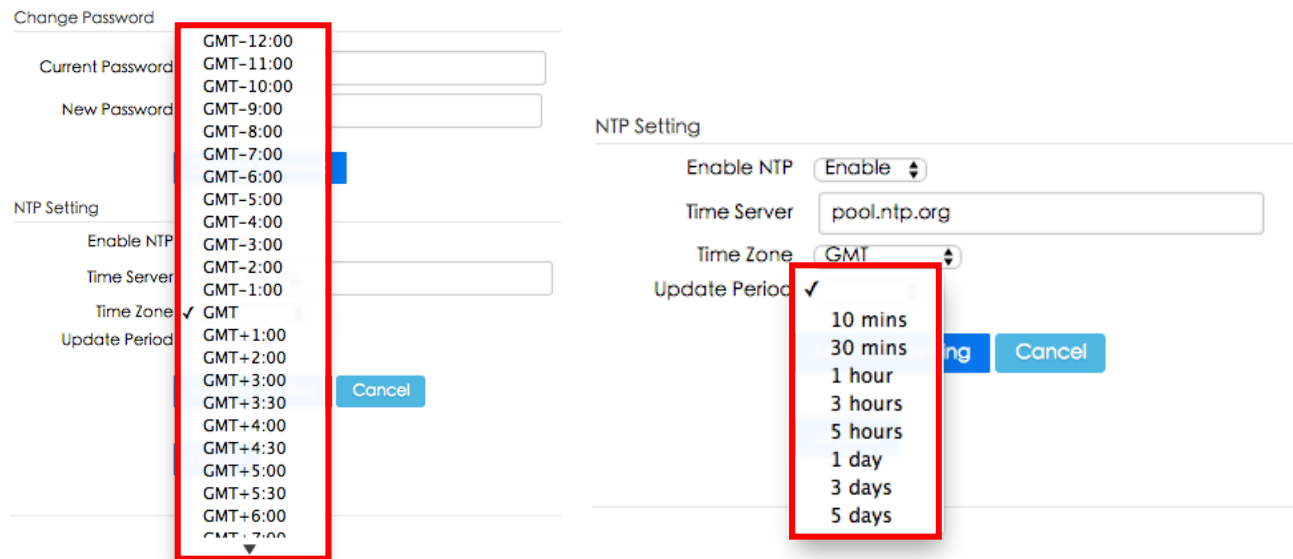 Change Password
Current Password
New Password
NTP Setting
Enable NTP
Time Server
Time Zone
Update Period
Cancel
GMT-12:00
GMT-11:00
GMT-10:00
GMT-9:00
GMT-8:00
GMT-7:00
GMT-6:00
GMT-5:00
GMT-4:00
GMT-3:00
GMT-2:00
GMT-1:00
✓ GMT
GMT+1:00
GMT+2:00
GMT+3:00
GMT+3:30
GMT+4:00
GMT+4:30
GMT+5:00
GMT+5:30
GMT+6:00
GMT+7:00
NTP Setting
Enable NTP Enable
Time Server pool.ntp.org
Time Zone GMT
Update Period ✓
10 mins
30 mins
1 hour
3 hours
5 hours
1 day
3 days
5 days
ing Cancel